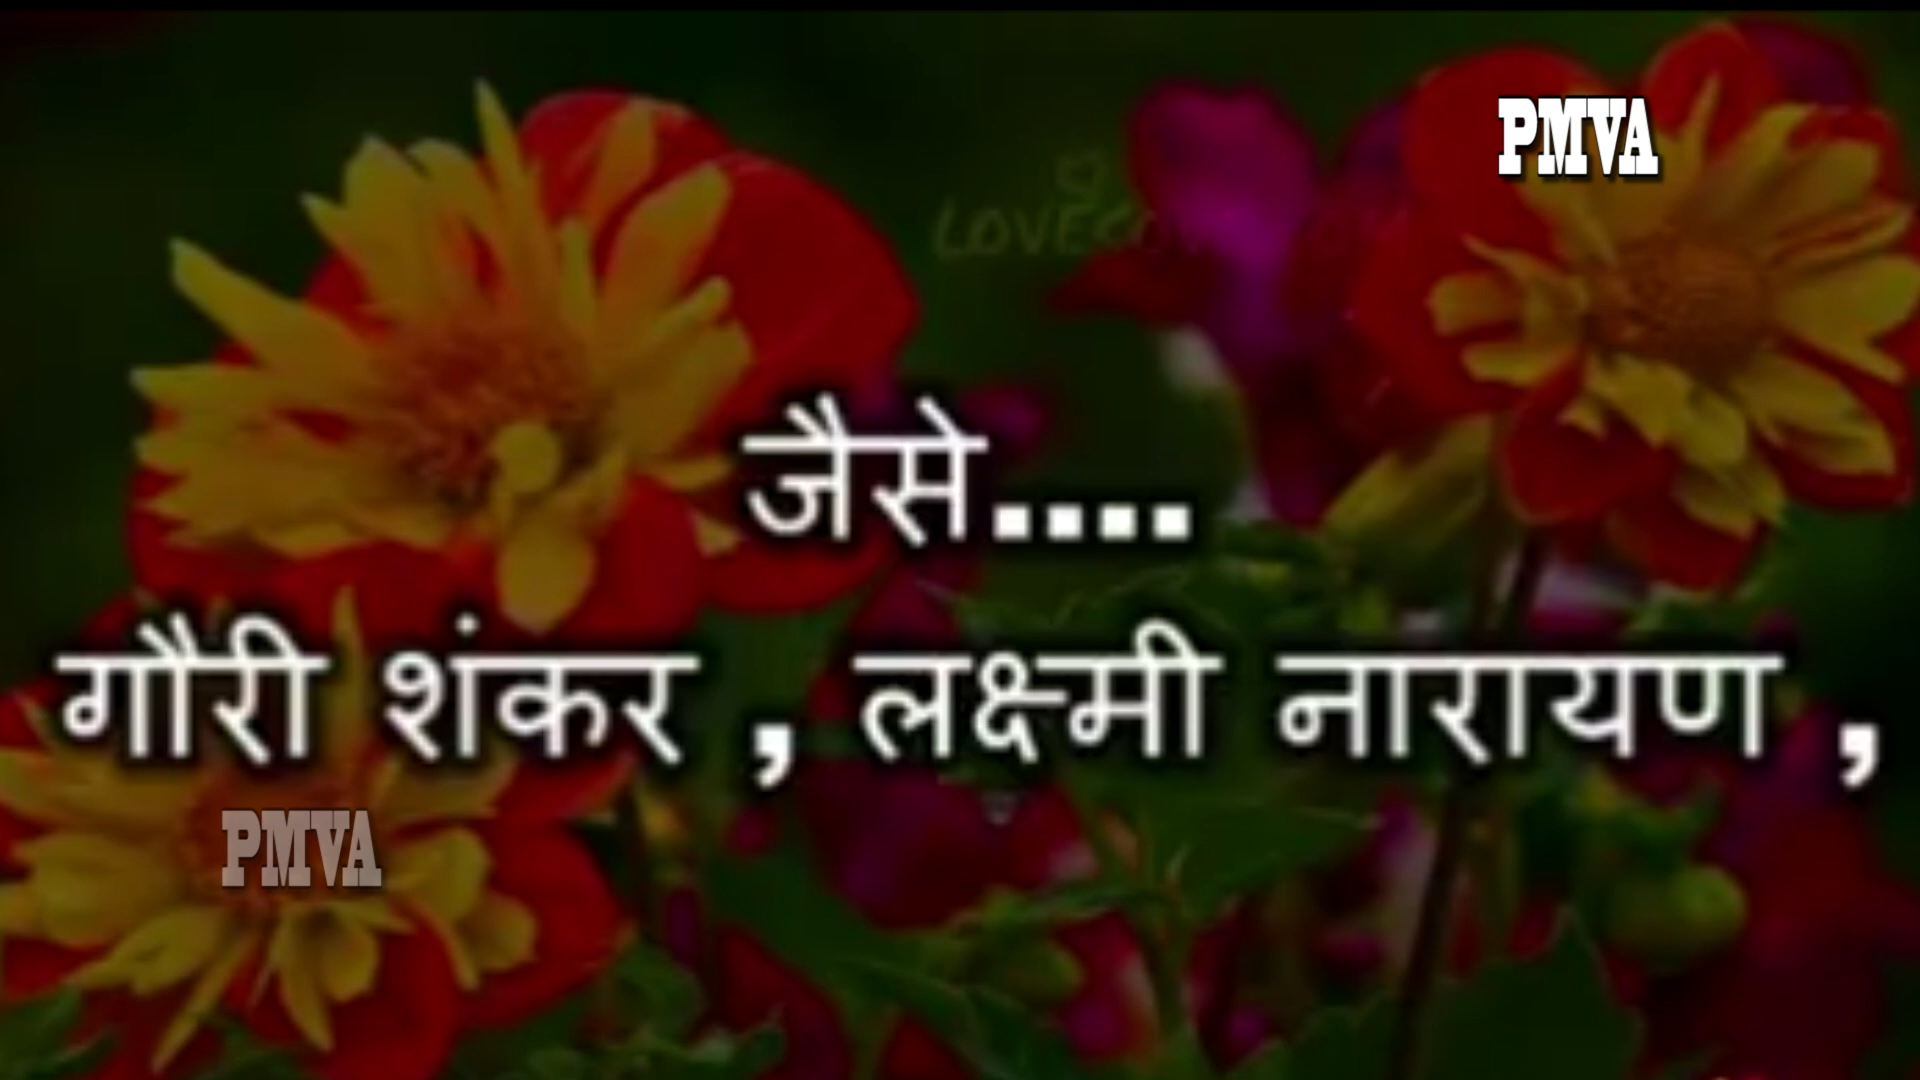 PMVA
जैसे....
गौरी शंकर , लक्ष्मी नारायण ,
PMVA